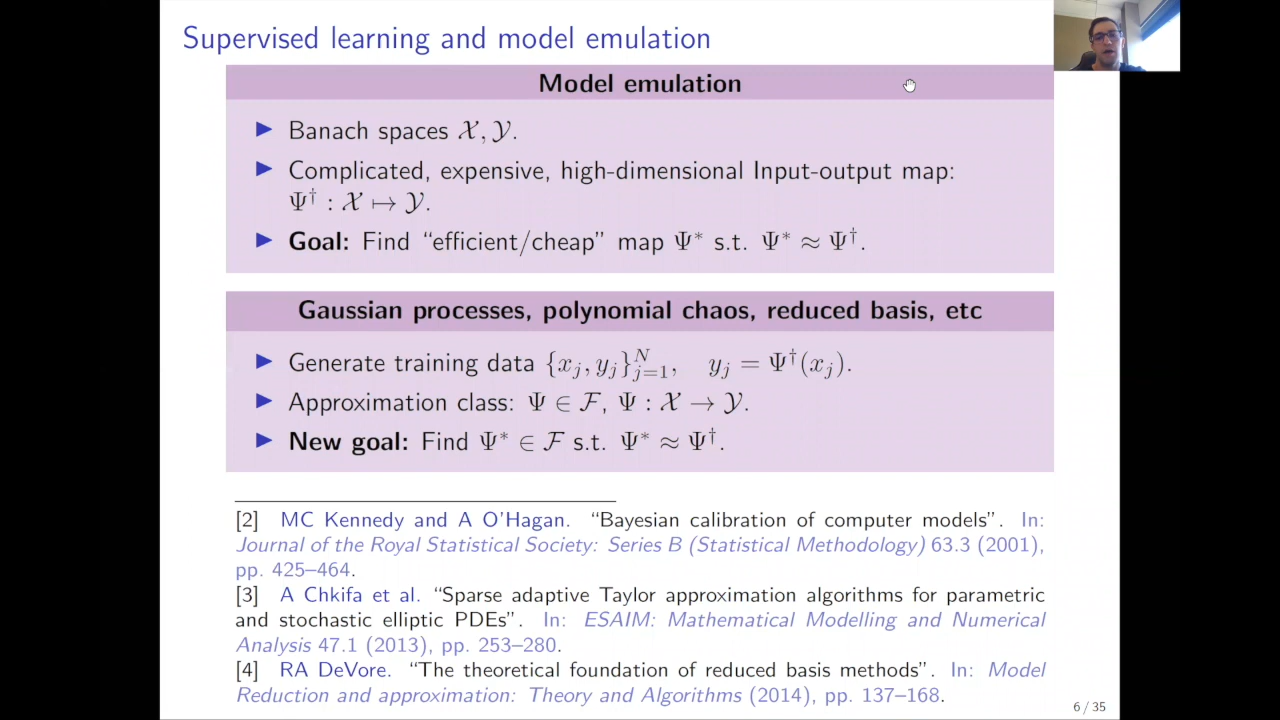 Supervised learning and model emulation
Model emulation
▶ Banach spaces 𝒳, 𝒴.
▶ Complicated, expensive, high-dimensional Input-output map:
Ψ† : 𝒳 ↦ 𝒴.
▶ Goal: Find “efficient/cheap” map Ψ* s.t. Ψ* ≈ Ψ†.
Gaussian processes, polynomial chaos, reduced basis, etc
▶ Generate training data {x_j, y_j}_{j=1}^N, y_j = Ψ†(x_j).
▶ Approximation class: Ψ ∈ ℱ, Ψ : 𝒳 → 𝒴.
▶ New goal: Find Ψ* ∈ ℱ s.t. Ψ* ≈ Ψ†.
[2] MC Kennedy and A O’Hagan. “Bayesian calibration of computer models”. In:
Journal of the Royal Statistical Society: Series B (Statistical Methodology) 63.3 (2001),
pp. 425–464.
[3] A Chkifa et al. “Sparse adaptive Taylor approximation algorithms for parametric
and stochastic elliptic PDEs”. In: ESAIM: Mathematical Modelling and Numerical
Analysis 47.1 (2013), pp. 253–280.
[4] RA DeVore. “The theoretical foundation of reduced basis methods”. In: Model
Reduction and approximation: Theory and Algorithms (2014), pp. 137–168.
6 / 35